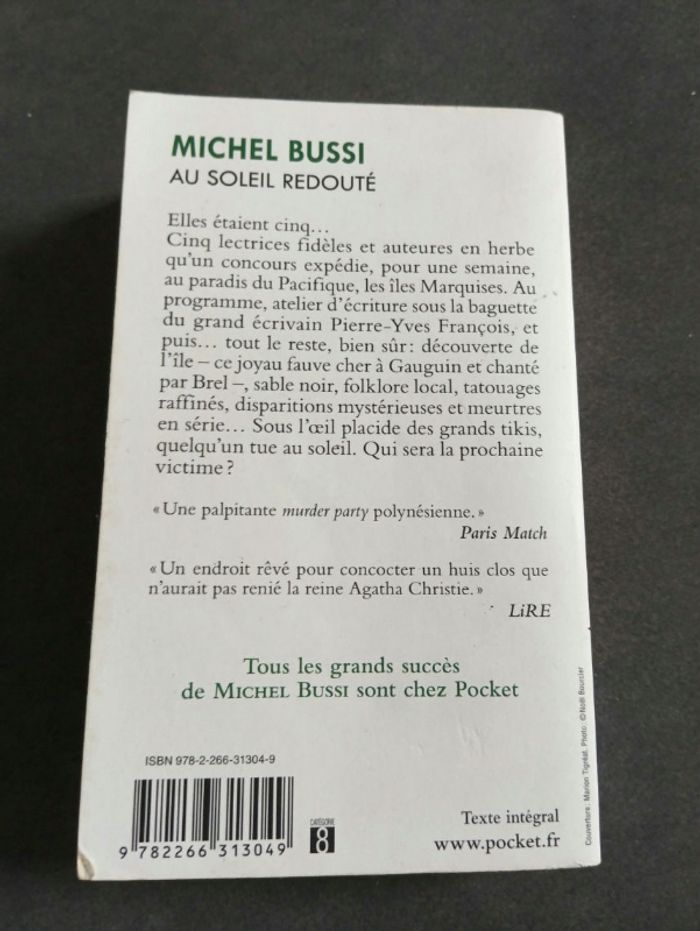 MICHEL BUSSI
AU SOLEIL REDOUTÉ
Elles étaient cinq...
Cinq lectrices fidèles et auteures en herbe
qu'un concours expédie, pour une semaine,
au paradis du Pacifique, les îles Marquises. Au
programme, atelier d'écriture sous la baguette
du grand écrivain Pierre-Yves François, et
puis... tout le reste, bien sûr : découverte de
l'île – ce joyau fauve cher à Gauguin et chanté
par Brel –, sable noir, folklore local, tatouages
raffinés, disparitions mystérieuses et meurtres
en série... Sous l'œil placide des grands tikis,
quelqu'un tue au soleil. Qui sera la prochaine
victime ?
« Une palpitante murder party polynésienne. »
Paris Match
« Un endroit rêvé pour concocter un huis clos que
n'aurait pas renié la reine Agatha Christie. »
LiRE
Tous les grands succès
de MICHEL BUSSI sont chez Pocket
ISBN 978-2-266-31304-9
9 782266 313049
CATÉGORIE
8
Texte intégral
www.pocket.fr
Couverture : Marion Tigréat. Photo : © Noël Bourcier